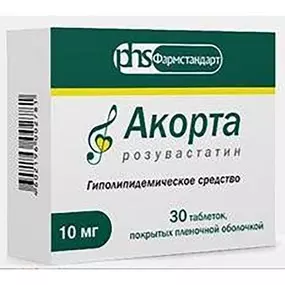 phs Фармстандарт
Акорта
розувастатин
Гиполипидемическое средство
30 таблеток,
покрытых пленочной оболочкой
10 мг